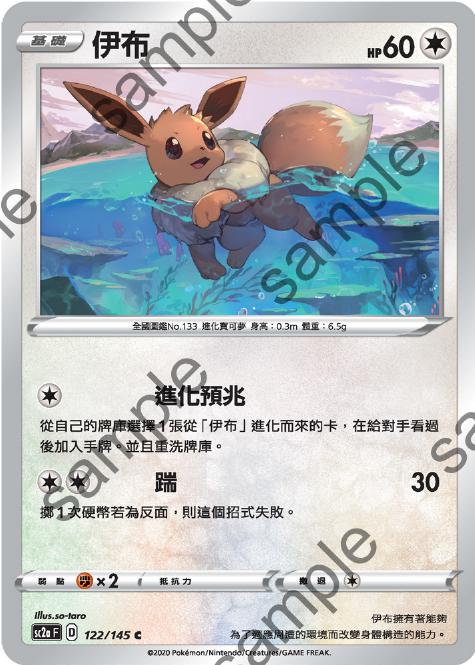 基礎 伊布 HP60
全國圖鑑No.133 進化寶可夢 身高：0.3m 體重：6.5g
進化預兆
從自己的牌庫選擇1張從「伊布」進化而來的卡，在給對手看過
後加入手牌。並且重洗牌庫。
踹 30
擲1次硬幣若為反面，則這個招式失敗。
弱點 ×2 抵抗力 撤退
illus.so-taro
sc2a F D 122/145 C
伊布擁有著能夠
為了適應周遭的環境而改變身體構造的能力。
©2020 Pokémon/Nintendo/Creatures/GAME FREAK.
sample
sample
sample
sample
sample
sample